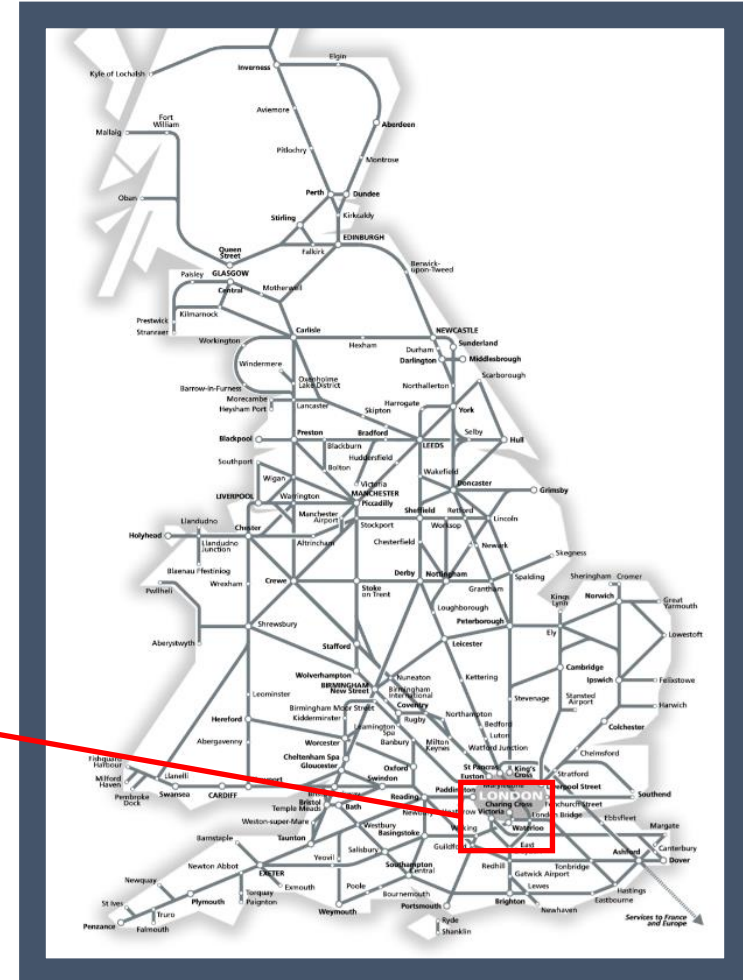 Kyle of Lochalsh
Inverness
Elgin
Aviemore
Fort
William
Mallaig
Aberdeen
Pitlochry
Montrose
Oban
Perth
Dundee
Stirling
Kirkcaldy
Queen
Street
Falkirk
EDINBURGH
Berwick-
upon-Tweed
Paisley
GLASGOW
Central
Motherwell
Prestwick
Stranraer
Kilmarnock
Carlisle
NEWCASTLE
Workington
Hexham
Sunderland
Durham
Darlington
Middlesbrough
Windermere
Oxenholme
Lake District
Northallerton
Scarborough
Barrow-in-Furness
Morecambe
Heysham Port
Lancaster
Harrogate
Skipton
York
Blackpool
Preston
Bradford
LEEDS
Selby
Hull
Blackburn
Huddersfield
Southport
Bolton
Wakefield
Wigan
Victoria
Doncaster
Grimsby
LIVERPOOL
Warrington
MANCHESTER
Piccadilly
Manchester
Airport
Sheffield
Retford
Llandudno
Stockport
Worksop
Lincoln
Holyhead
Llandudno
Junction
Chester
Altrincham
Chesterfield
Newark
Skegness
Blaenau Ffestiniog
Wrexham
Crewe
Stoke
on Trent
Derby
Nottingham
Grantham
Spalding
Sheringham
Cromer
Pwllheli
Kings
Lynn
Norwich
Great
Yarmouth
Loughborough
Shrewsbury
Peterborough
Ely
Lowestoft
Aberystwyth
Stafford
Leicester
Wolverhampton
BIRMINGHAM
New Street
Nuneaton
Birmingham
International
Kettering
Cambridge
Ipswich
Felixstowe
Leominster
Birmingham Moor Street
Coventry
Stevenage
Stansted
Airport
Harwich
Hereford
Kidderminster
Leamington
Spa
Rugby
Northampton
Bedford
Colchester
Abergavenny
Worcester
Banbury
Milton
Keynes
Luton
Watford Junction
Chelmsford
Fishguard
Harbour
Cheltenham Spa
Gloucester
Oxford
St Pancras
Euston
King's
Cross
Stratford
Milford
Haven
Llanelli
Swindon
Marylebone
Liverpool Street
Pembroke
Dock
Swansea
CARDIFF
Newport
Paddington
LONDON
Southend
Bristol
Temple Meads
Bath
Reading
Charing Cross
Fenchurch Street
Weston-super-Mare
Victoria
London Bridge
Ebbsfleet
Barnstaple
Taunton
Westbury
Basingstoke
Woking
Waterloo
Margate
Newton Abbot
Yeovil
Salisbury
Guildford
East
Canterbury
Newquay
EXETER
Southampton
Central
Redhill
Tonbridge
Ashford
Dover
Exmouth
Gatwick Airport
St Ives
Plymouth
Torquay
Paignton
Poole
Bournemouth
Lewes
Hastings
Truro
Weymouth
Portsmouth
Brighton
Eastbourne
Penzance
Falmouth
Newhaven
Ryde
Shanklin
Services to France
and Europe